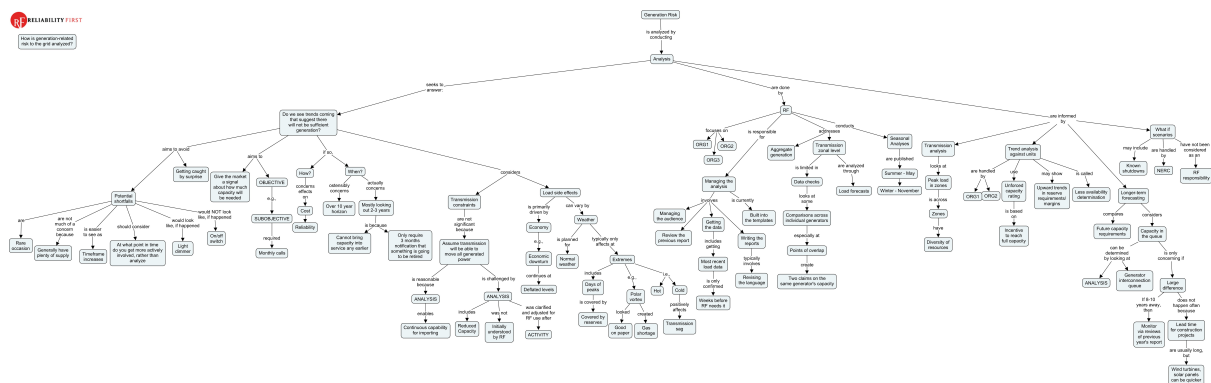 RELIABILITY FIRST
How is generation-related
risk to the grid analyzed?
Generation Risk
is analyzed by
conducting
Analysis
seeks to
answer:
Do we see trends coming
that suggest there
will not be sufficient
generation?
aims to avoid
Getting caught
by surprise
Potential
shortfalls
are
Rare
occasion
are not
much of a
concern
because
Generally have
plenty of supply
is easier
to see as
Timeframe
increases
should consider
At what point in time
do you get more actively
involved, rather than
analyze
would look
like, if happened
Light
dimmer
would NOT look
like, if happened
On/off
switch
aims to
Give the market
a signal
about how much
capacity will
be needed
OBJECTIVE
e.g.,
SUBOBJECTIVE
required
Monthly calls
if so,
How?
concerns
effects
on
Cost
Reliability
When?
ostensibly
concerns
Over 10 year
horizon
actually
concerns
Mostly looking
out 2-3 years
is because
Cannot bring
capacity into
service any earlier
Only require
3 months
notification that
something is going
to be retired
considers
Transmission
constraints
are not
significant
because
Assume transmission
will be able to
move all generated
power
is reasonable
because
ANALYSIS
enables
Continuous capability
for importing
is challenged by
ANALYSIS
includes
Reduced
Capacity
was not
Initially
understood
by RF
was clarified
and adjusted for
RF use after
ACTIVITY
Load side effects
is primarily
driven by
Economy
e.g.,
Economic
downturn
continues at
Deflated levels
can vary by
Weather
is planned
for
Normal
weather
typically only
effects at
Extremes
includes
Days of
peaks
is covered by
Covered by
reserves
e.g.,
Polar
vortex
looked
Good
on paper
created
Gas
shortage
i.e.,
Hot
Cold
positively
affects
Transmission
sag
are done
by
RF
focuses on
ORG1
ORG2
ORG3
is responsible
for
Managing the
analysis
involves
Managing
the audience
Review the
previous report
Getting
the data
includes
getting
Most recent
load data
is only
confirmed
Weeks before
RF needs it
is currently
Built into
the templates
Writing the
reports
typically
involves
Revising
the language
addresses
Aggregate
generation
Transmission
zonal level
is limited to
Data checks
looks at
some
Comparisons across
individual generators
especially at
Points of overlap
create
Two claims on the
same generator's capacity
are analyzed
through
Load forecasts
conducts
Seasonal
Analyses
are published
Summer - May
Winter - November
are informed
by
Transmission
analysis
looks at
Peak load
in zones
is across
Zones
have
Diversity of
resources
Trend analysis
against units
are handled
by
ORG1
ORG2
use
Unforced
capacity
rating
is based
on
Incentive
to reach
full capacity
may show
Upward trends
in reserve
requirements/
margins
is called
Less availability
determination
Longer-term
forecasting
compares
Future capacity
requirements
can be
determined
by looking at
ANALYSIS
Generator
interconnection
queue
considers
Capacity in
the queue
is only
concerning if
Large
difference
if 8-10
years away,
then
Monitor
via reviews
of previous
year's report
does not
happen often
because
Lead time
for construction
projects
are usually long,
but
Wind turbines,
solar panels
can be quicker
What if
scenarios
may include
Known
shutdowns
are handled
by
NERC
have not been
considered
as an
RF
responsibility